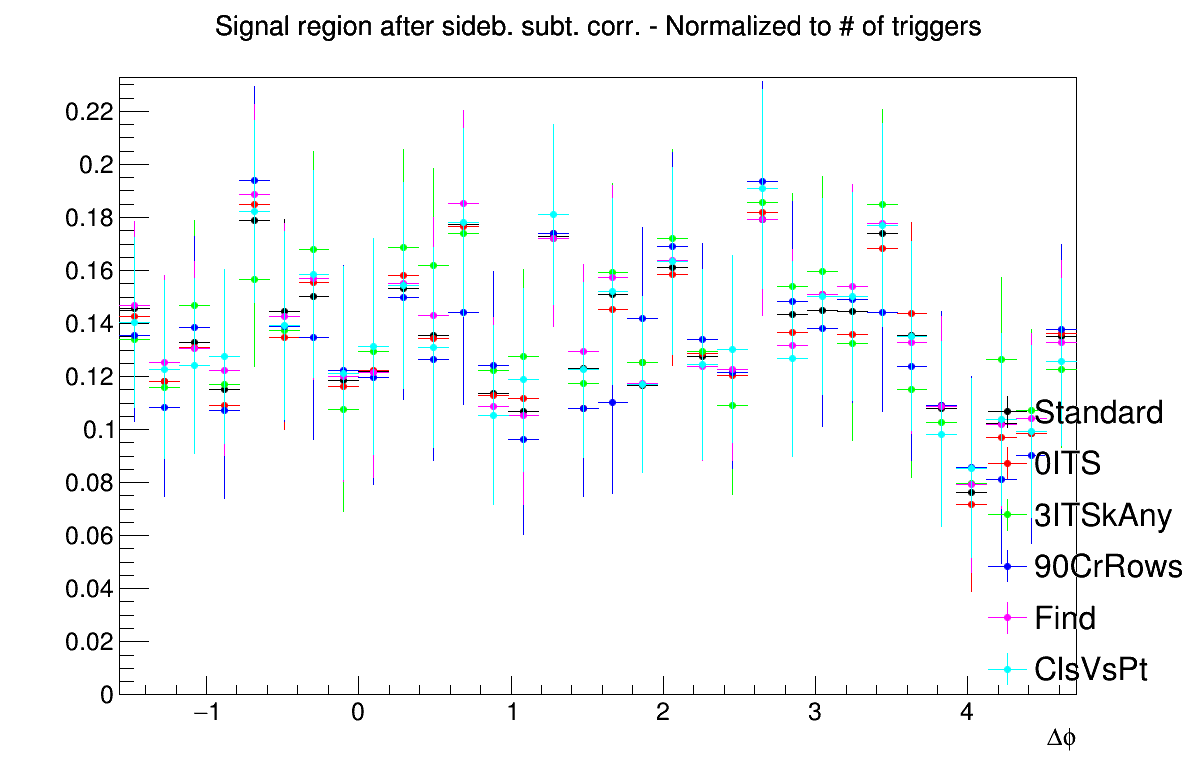 Signal region after sideb. subt. corr. - Normalized to # of triggers
0.22
0.2
0.18
0.16
0.14
0.12
0.1
0.08
0.06
0.04
0.02
0
Standard
0ITS
3ITSkAny
90CrRows
Find
ClsVsPt
−1 0 1 2 3 4
Δϕ